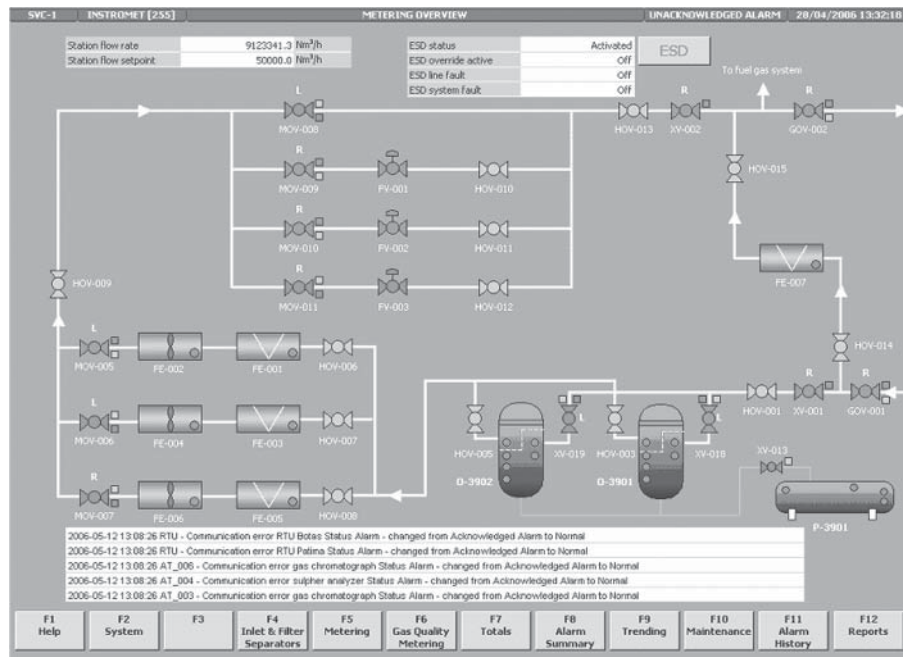 SVC-1 INSTROMET [255] METERING OVERVIEW UNACKNOWLEDGED ALARM 28/04/2006 13:32:18
Station flow rate 9123341.3 Nm³/h
Station flow setpoint 50000.0 Nm³/h
ESD status Activated
ESD override active Off
ESD line fault Off
ESD system fault Off
ESD
To fuel gas system
L
MOV-008
HOV-013
R
XV-002
R
GOV-002
R
MOV-009
FV-001
HOV-010
HOV-015
R
MOV-010
FV-002
HOV-011
R
MOV-011
FV-003
HOV-012
FE-007
HOV-009
L
MOV-005
FE-002
FE-001
HOV-006
HOV-014
L
MOV-006
FE-004
FE-003
HOV-007
R
MOV-007
FE-006
FE-005
HOV-008
HOV-005
L
XV-019
HOV-003
L
XV-018
HOV-001
R
XV-001
R
GOV-001
O-3902
O-3901
XV-013
P-3901
2006-05-12 13:08:26 RTU - Communication error RTU Botas Status Alarm - changed from Acknowledged Alarm to Normal
2006-05-12 13:08:26 RTU - Communication error RTU Patima Status Alarm - changed from Acknowledged Alarm to Normal
2006-05-12 13:08:26 AT_006 - Communication error gas chromatograph Status Alarm - changed from Acknowledged Alarm to Normal
2006-05-12 13:08:26 AT_004 - Communication error sulpher analyzer Status Alarm - changed from Acknowledged Alarm to Normal
2006-05-12 13:08:26 AT_003 - Communication error gas chromatograph Status Alarm - changed from Acknowledged Alarm to Normal
F1 Help
F2 System
F3
F4 Inlet & Filter Separators
F5 Metering
F6 Gas Quality Metering
F7 Totals
F8 Alarm Summary
F9 Trending
F10 Maintenance
F11 Alarm History
F12 Reports